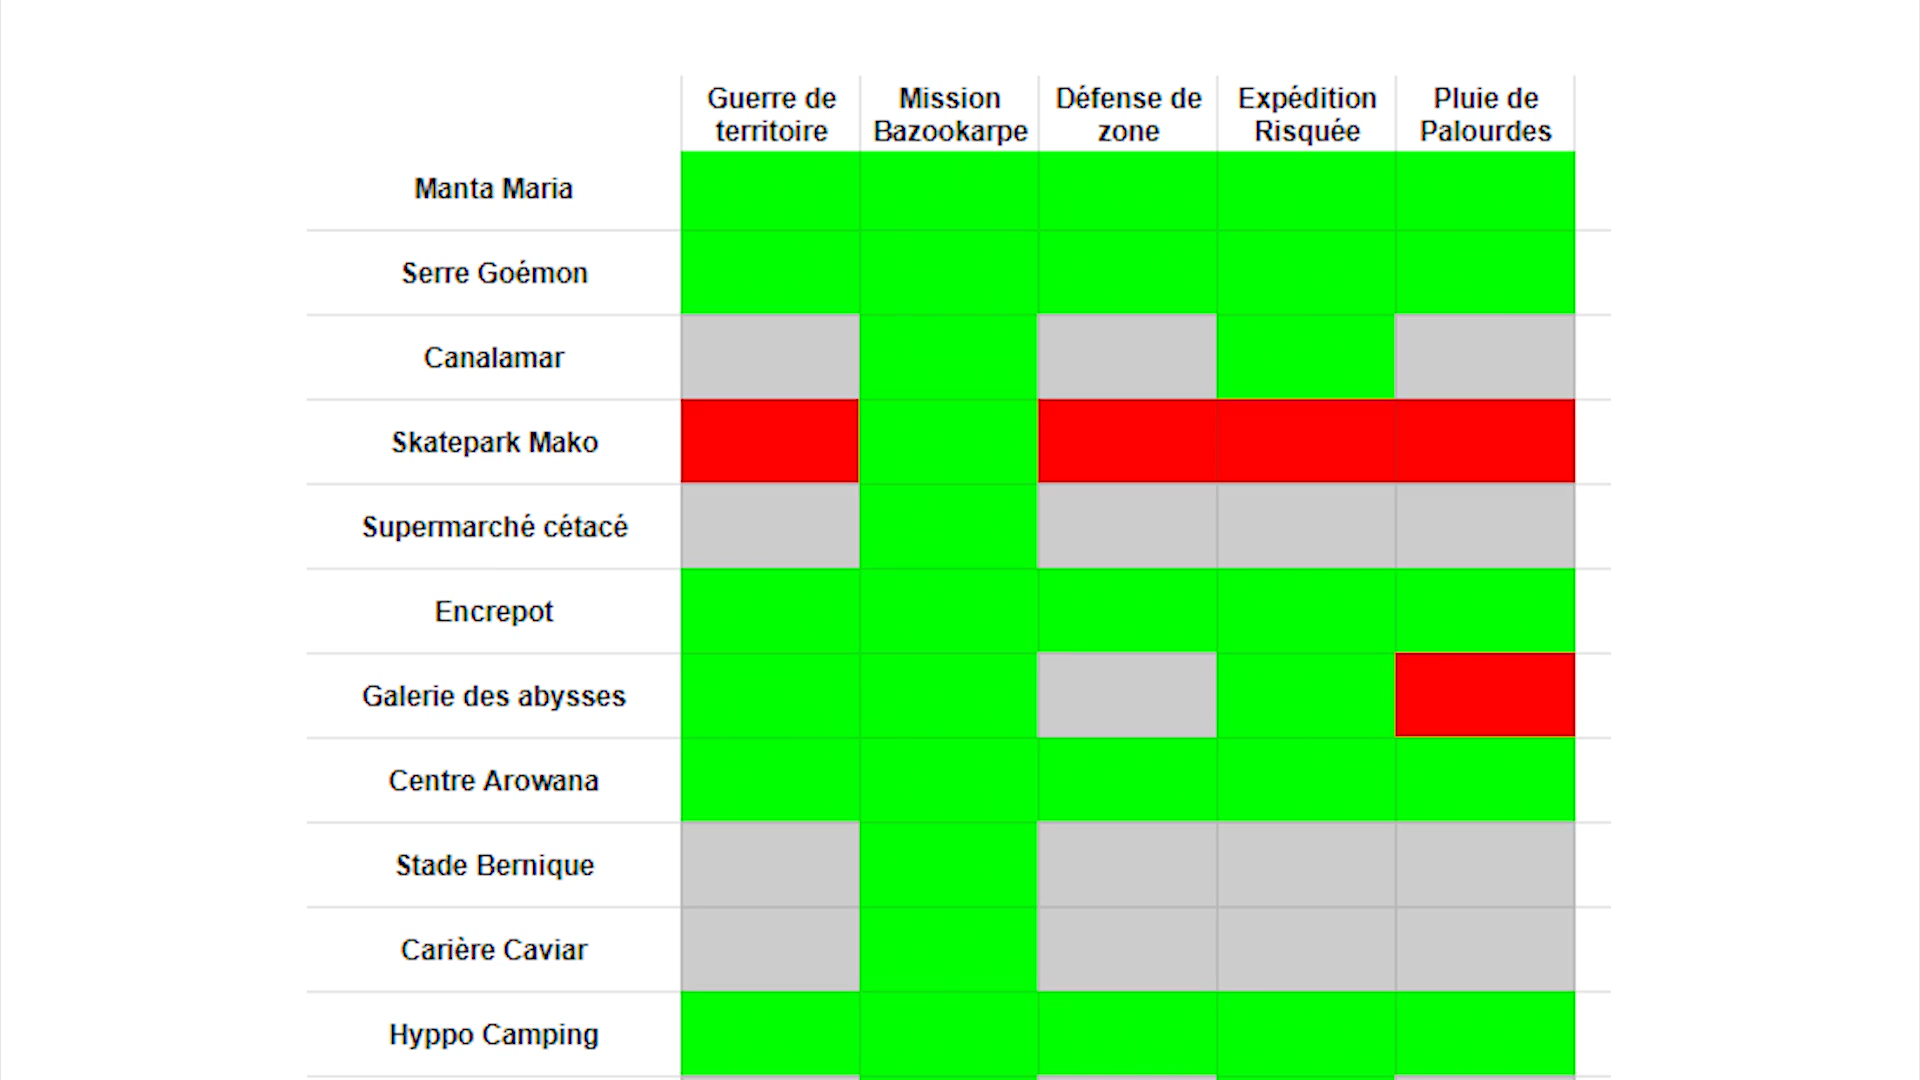 Guerre de territoire
Mission Bazookarpe
Défense de zone
Expédition Risquée
Pluie de Palourdes
Manta Maria
Serre Goémon
Canalamar
Skatepark Mako
Supermarché cétacé
Encrepot
Galerie des abysses
Centre Arowana
Stade Bernique
Carière Caviar
Hyppo Camping